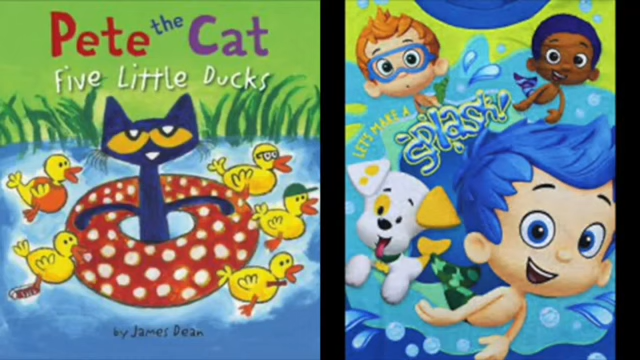 Pete the Cat
Five Little Ducks
by James Dean
LET'S MAKE A
SPLASH!